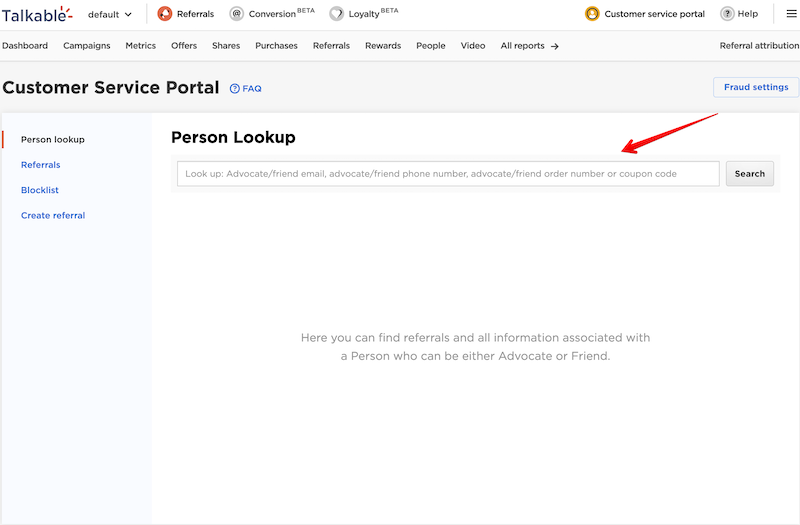 Talkable default Referrals Conversion BETA Loyalty BETA Customer service portal Help
Dashboard Campaigns Metrics Offers Shares Purchases Referrals Rewards People Video All reports → Referral attribution
Customer Service Portal ? FAQ Fraud settings
Person lookup
Referrals
Blocklist
Create referral
Person Lookup
Look up: Advocate/friend email, advocate/friend phone number, advocate/friend order number or coupon code Search
Here you can find referrals and all information associated with
a Person who can be either Advocate or Friend.